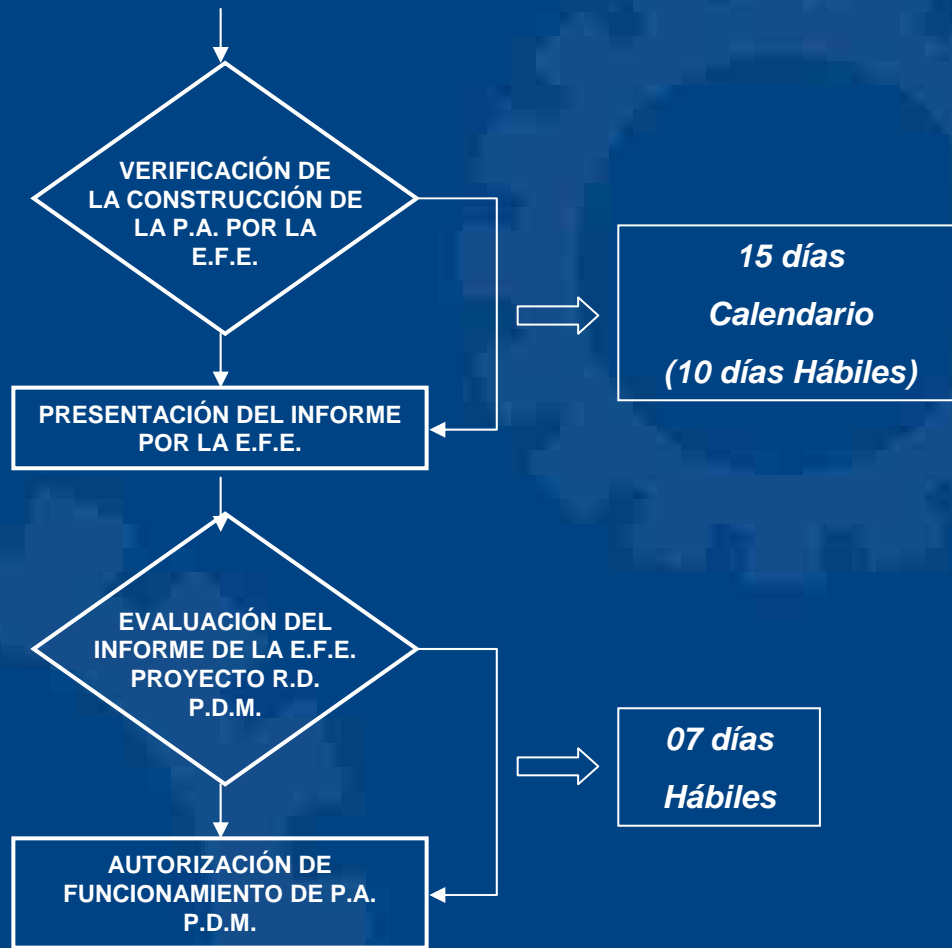 VERIFICACIÓN DE
LA CONSTRUCCIÓN DE
LA P.A. POR LA
E.F.E.
15 días
Calendario
(10 días Hábiles)
PRESENTACIÓN DEL INFORME
POR LA E.F.E.
EVALUACIÓN DEL
INFORME DE LA E.F.E.
PROYECTO R.D.
P.D.M.
07 días
Hábiles
AUTORIZACIÓN DE
FUNCIONAMIENTO DE P.A.
P.D.M.